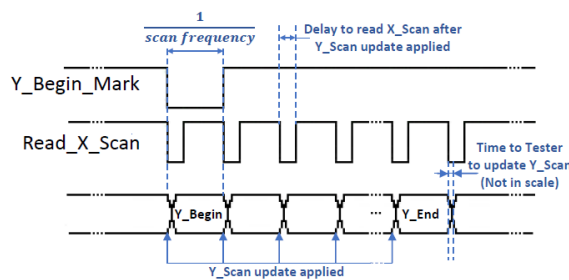 1
scan frequency
Delay to read X_Scan after
Y_Scan update applied
Y_Begin_Mark
Read_X_Scan
Time to Tester
to update Y_Scan
(Not in scale)
Y_Begin
...
Y_End
Y_Scan update applied